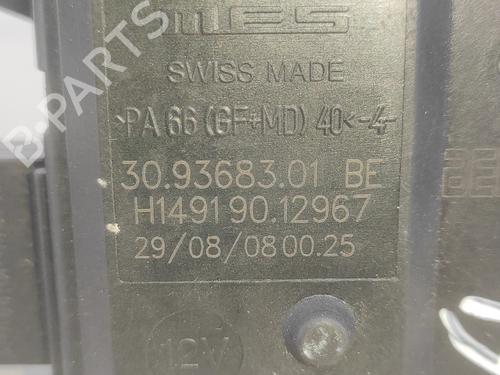 MES
SWISS MADE
>PA 66 (GF+MD) 40<-4-
30.93683.01 BE
H1491 90.12967
29/08/08 00.25
12V
B-PARTS